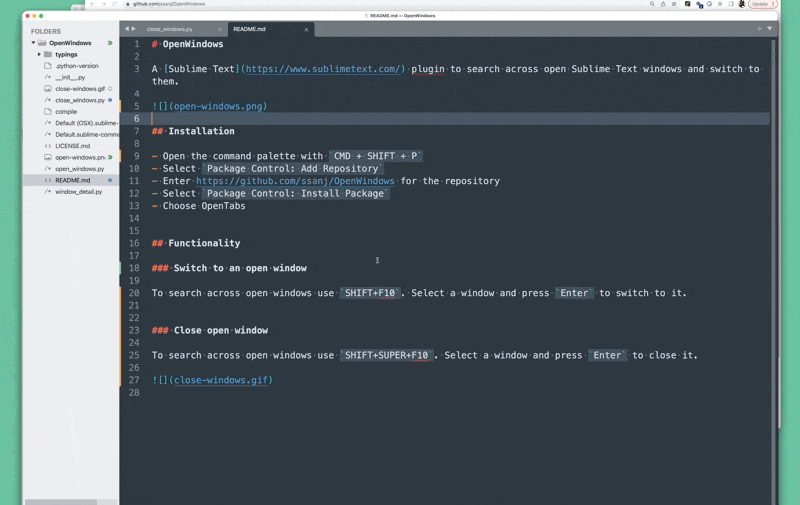 github.com/ssanj/OpenWindows
Update
README.md — OpenWindows
FOLDERS
OpenWindows
typings
.python-version
__init__.py
close-windows.gif
close_windows.py
compile
Default (OSX).sublime-
Default.sublime-comma
LICENSE.md
open-windows.png
open_windows.py
README.md
window_detail.py
close_windows.py
README.md
1 # OpenWindows
2
3 A [Sublime Text](https://www.sublimetext.com/) plugin to search across open Sublime Text windows and switch to
them.
4
5 ![](open-windows.png)
6
7 ## Installation
8
9 - Open the command palette with `CMD + SHIFT + P`
10 - Select `Package Control: Add Repository`
11 - Enter https://github.com/ssanj/OpenWindows for the repository
12 - Select `Package Control: Install Package`
13 - Choose OpenTabs
14
15
16 ## Functionality
17
18 ### Switch to an open window
19
20 To search across open windows use `SHIFT+F10`. Select a window and press `Enter` to switch to it.
21
22
23 ### Close open window
24
25 To search across open windows use `SHIFT+SUPER+F10`. Select a window and press `Enter` to close it.
26
27 ![](close-windows.gif)
28